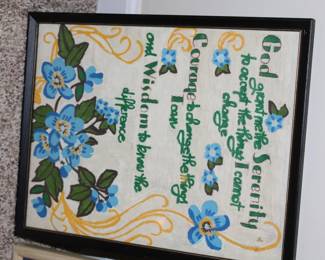 God
grant me the Serenity
to accept the things I cannot
change
Courage to change the things
I can
and Wisdom to know the
difference